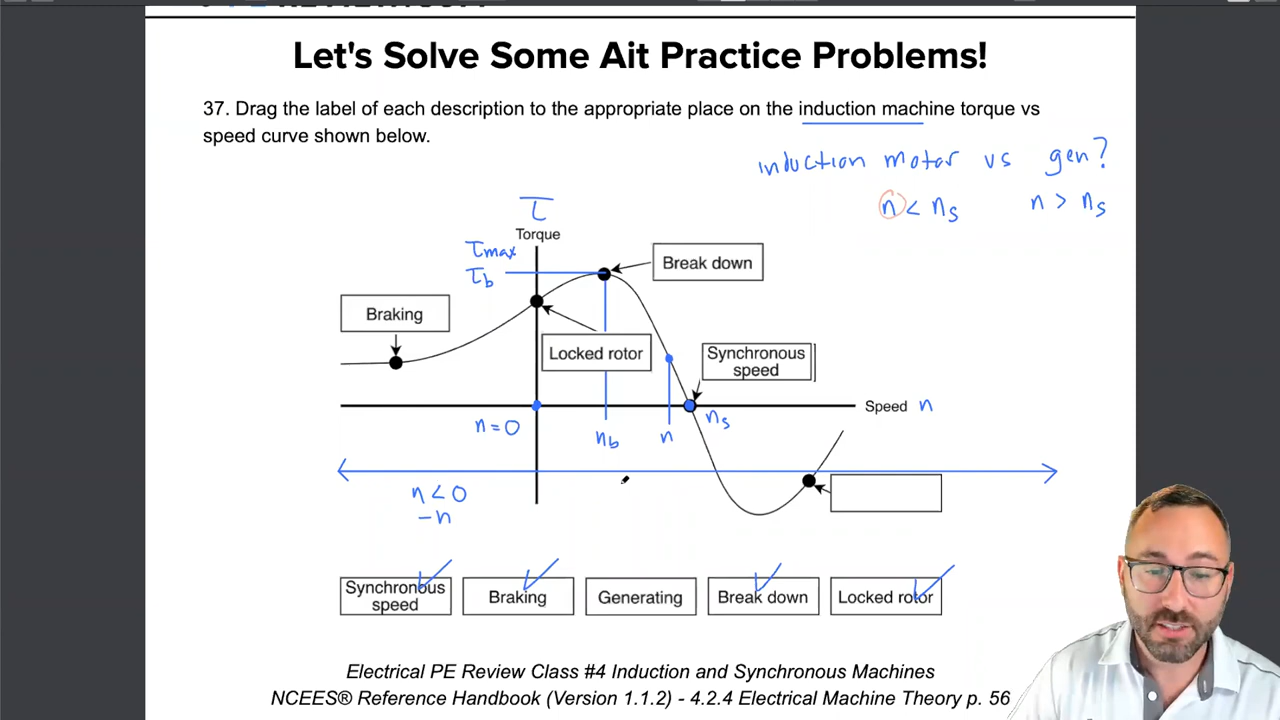 Let's Solve Some Ait Practice Problems!
37. Drag the label of each description to the appropriate place on the induction machine torque vs
speed curve shown below.
induction motor vs gen?
n < ns
n > ns
τ
Torque
τmax
τb
Break down
Braking
Locked rotor
Synchronous
speed
Speed n
n=0
nb
n
ns
n<0
-n
Synchronous
speed
Braking
Generating
Break down
Locked rotor
Electrical PE Review Class #4 Induction and Synchronous Machines
NCEES® Reference Handbook (Version 1.1.2) - 4.2.4 Electrical Machine Theory p. 56